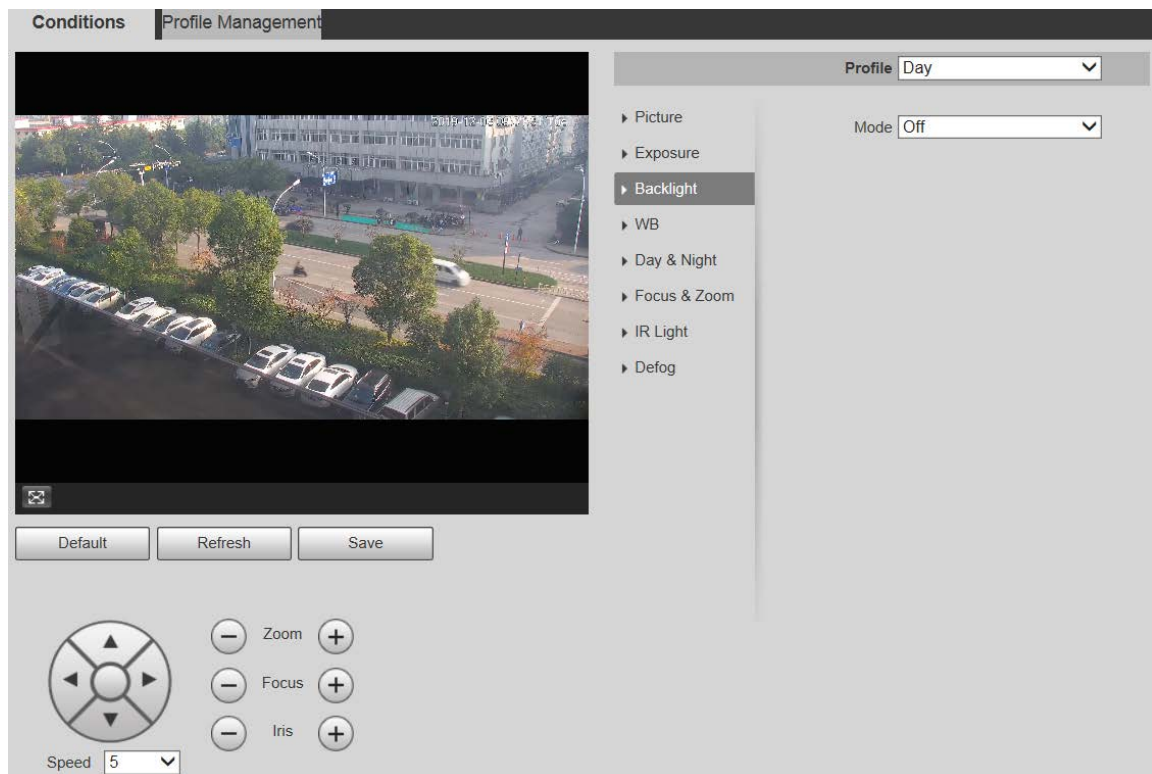 Conditions
Profile Management
Profile Day
Picture
Exposure
Backlight
WB
Day & Night
Focus & Zoom
IR Light
Defog
Mode Off
Default
Refresh
Save
Zoom
Focus
Iris
Speed 5